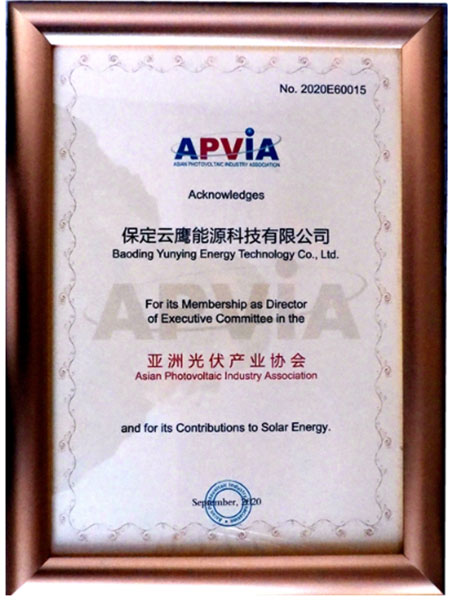 No. 2020E60015
APVIA
ASIAN PHOTOVOLTAIC INDUSTRY ASSOCIATION
Acknowledges
保定云鹰能源科技有限公司
Baoding Yunying Energy Technology Co., Ltd.
For its Membership as Director
of Executive Committee in the
APVIA
亚洲光伏产业协会
Asian Photovoltaic Industry Association
and for its Contributions to Solar Energy.
September, 2020